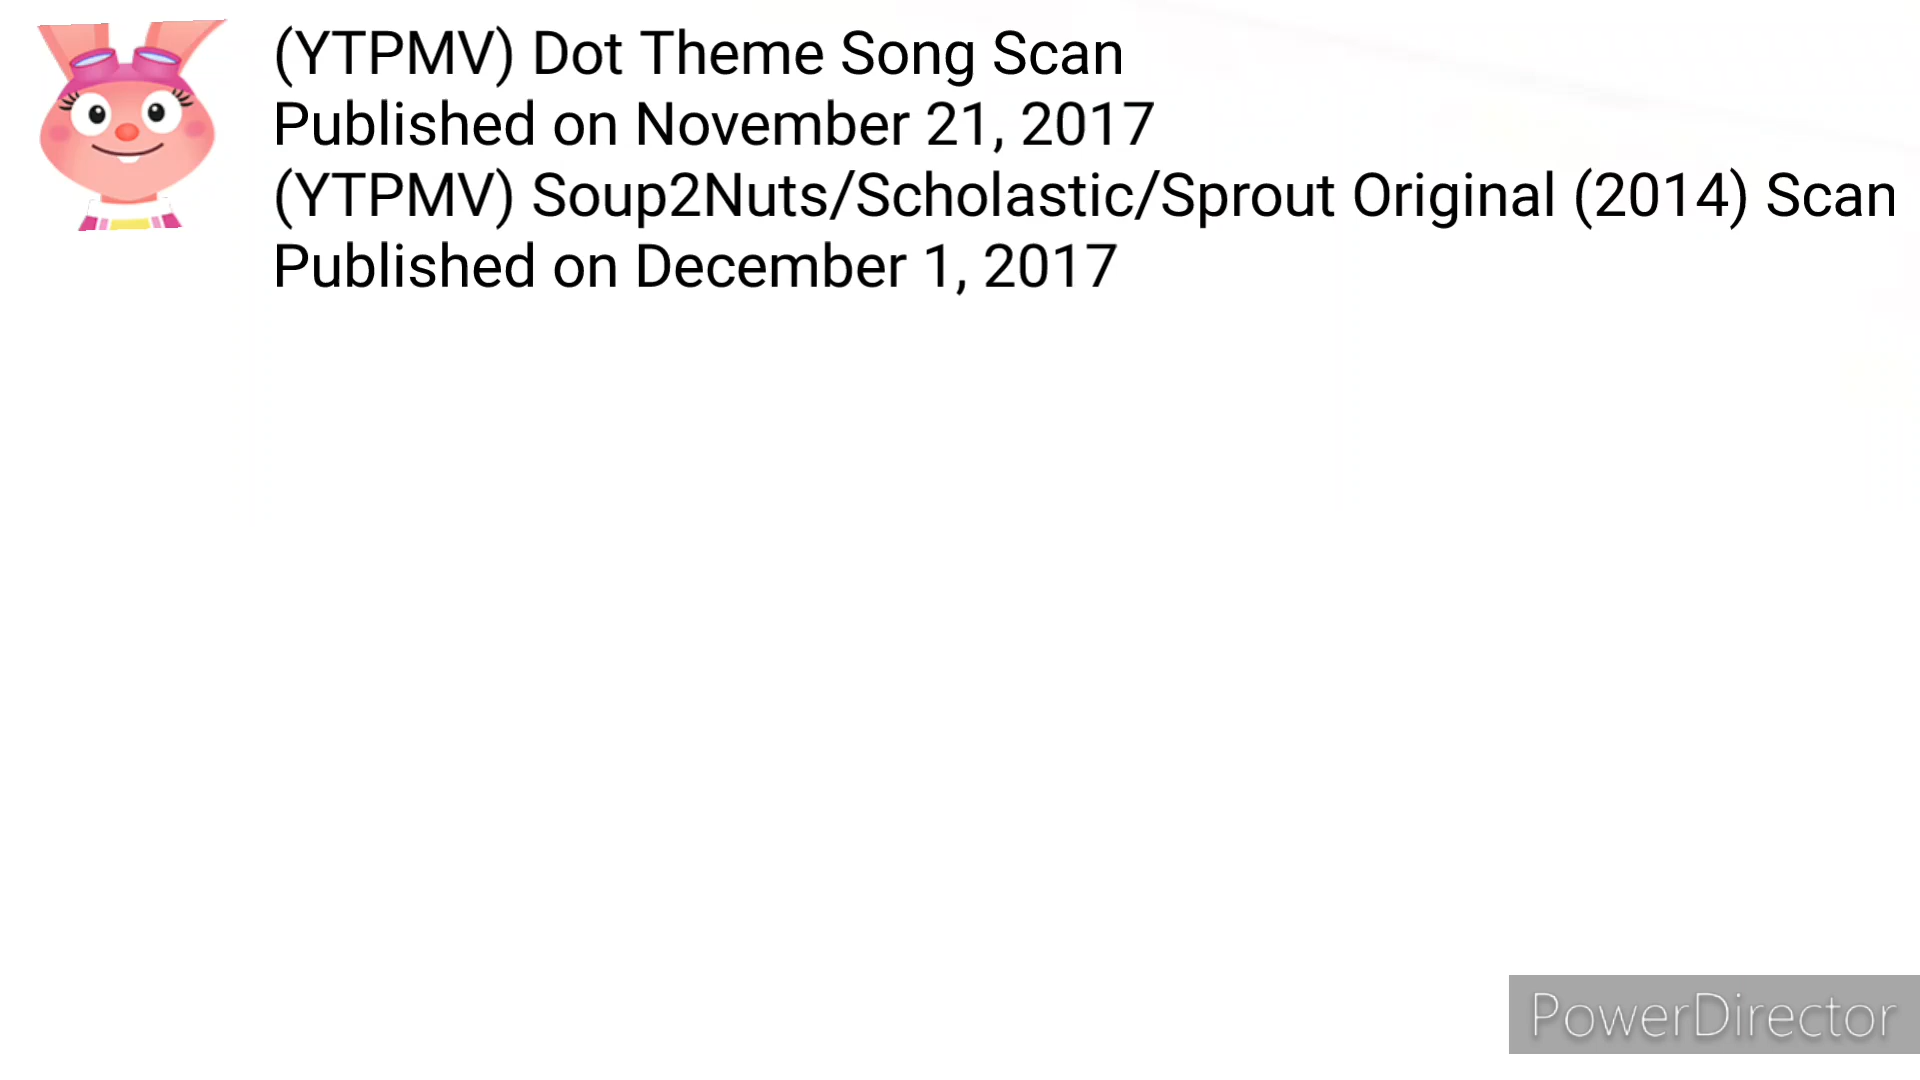 (YTPMV) Dot Theme Song Scan
Published on November 21, 2017
(YTPMV) Soup2Nuts/Scholastic/Sprout Original (2014) Scan
Published on December 1, 2017
PowerDirector